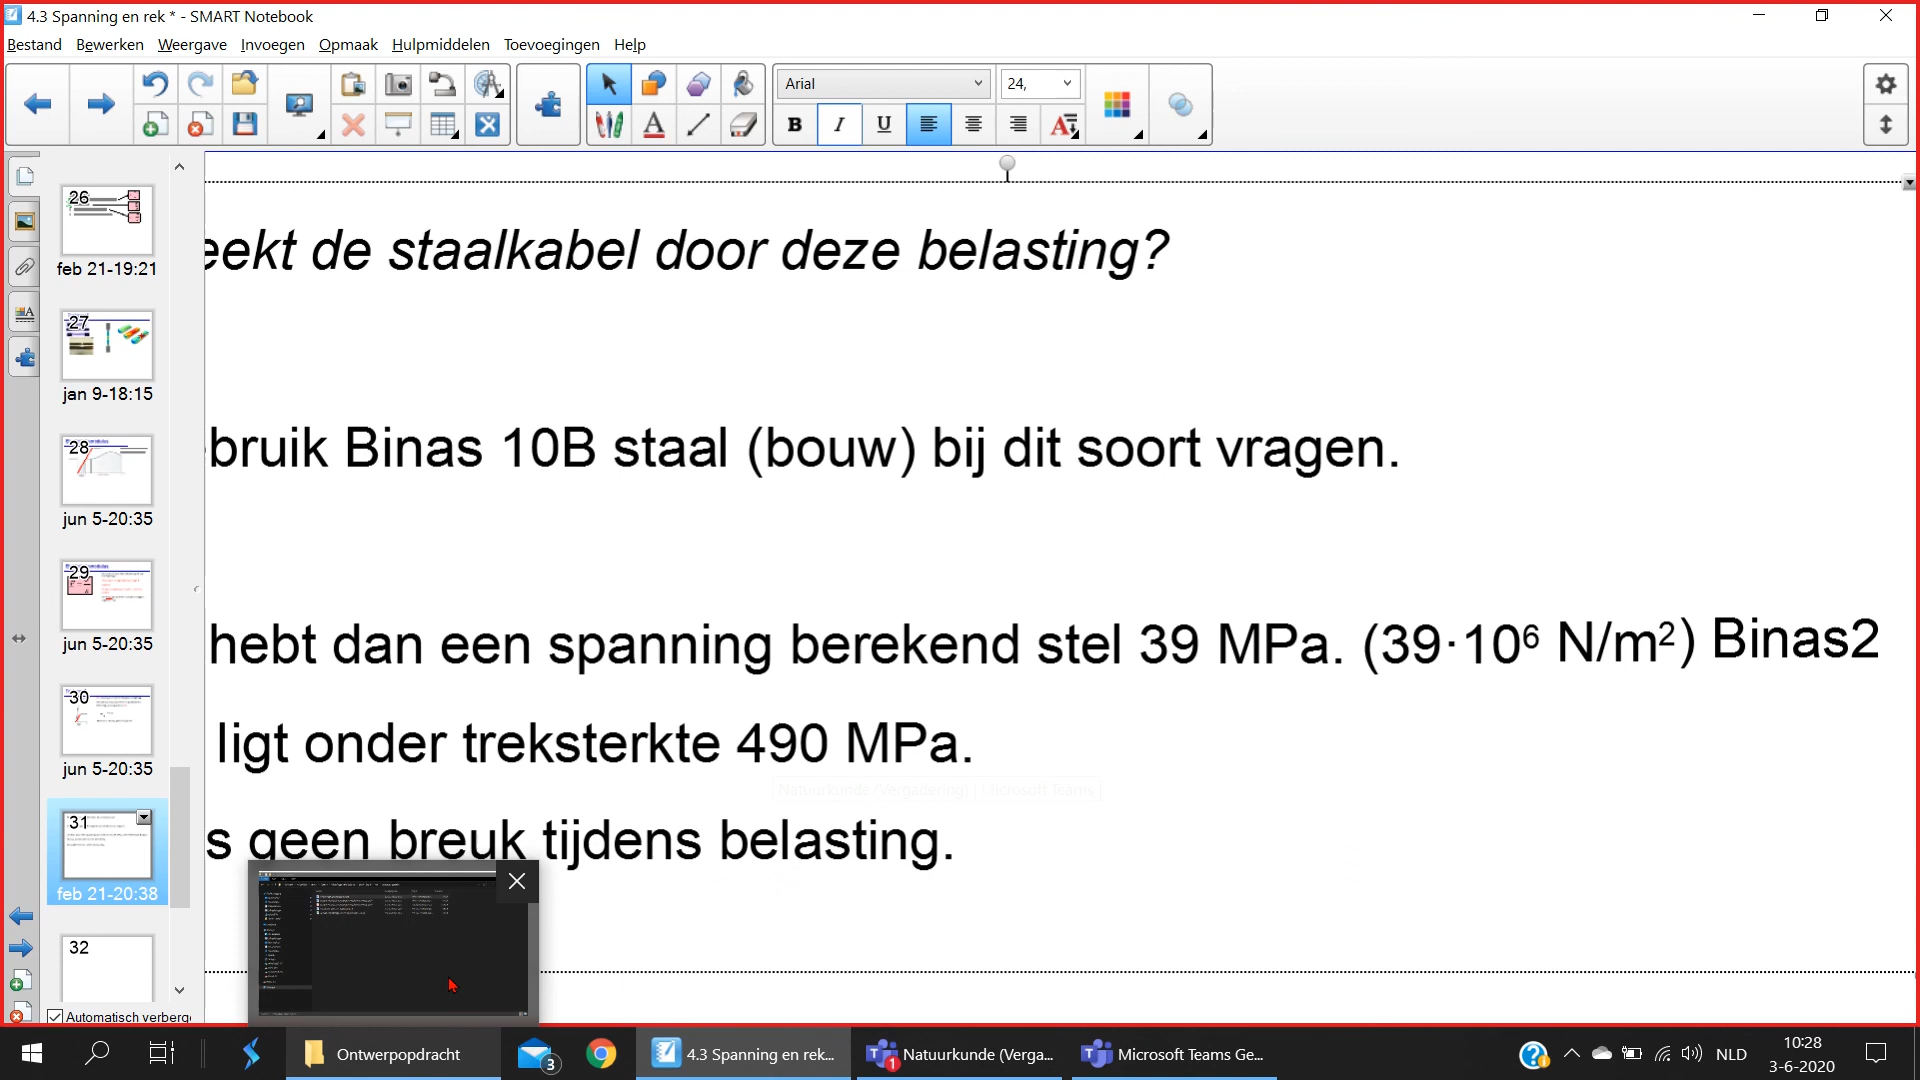 4.3 Spanning en rek * - SMART Notebook
Bestand Bewerken Weergave Invoegen Opmaak Hulpmiddelen Toevoegingen Help
Arial 24,
B I U A
26
feb 21-19:21
27
jan 9-18:15
28
jun 5-20:35
29
jun 5-20:35
30
jun 5-20:35
31
feb 21-20:38
32
Automatisch verberge
eekt de staalkabel door deze belasting?
bruik Binas 10B staal (bouw) bij dit soort vragen.
hebt dan een spanning berekend stel 39 MPa. (39·10⁶ N/m²) Binas2
ligt onder treksterkte 490 MPa.
Natuurkunde (Vergadering) | Microsoft Teams
s geen breuk tijdens belasting.
Ontwerpopdracht
3
4.3 Spanning en rek...
1
Natuurkunde (Verga...
Microsoft Teams Ge...
NLD
10:28
3-6-2020